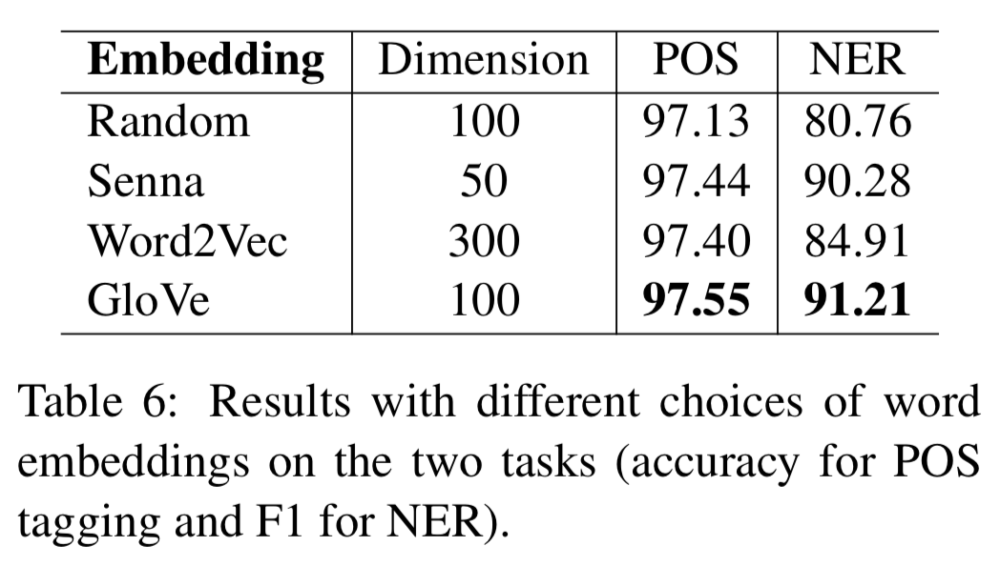 Embedding Dimension POS NER
Random 100 97.13 80.76
Senna 50 97.44 90.28
Word2Vec 300 97.40 84.91
GloVe 100 97.55 91.21
Table 6: Results with different choices of word
embeddings on the two tasks (accuracy for POS
tagging and F1 for NER).